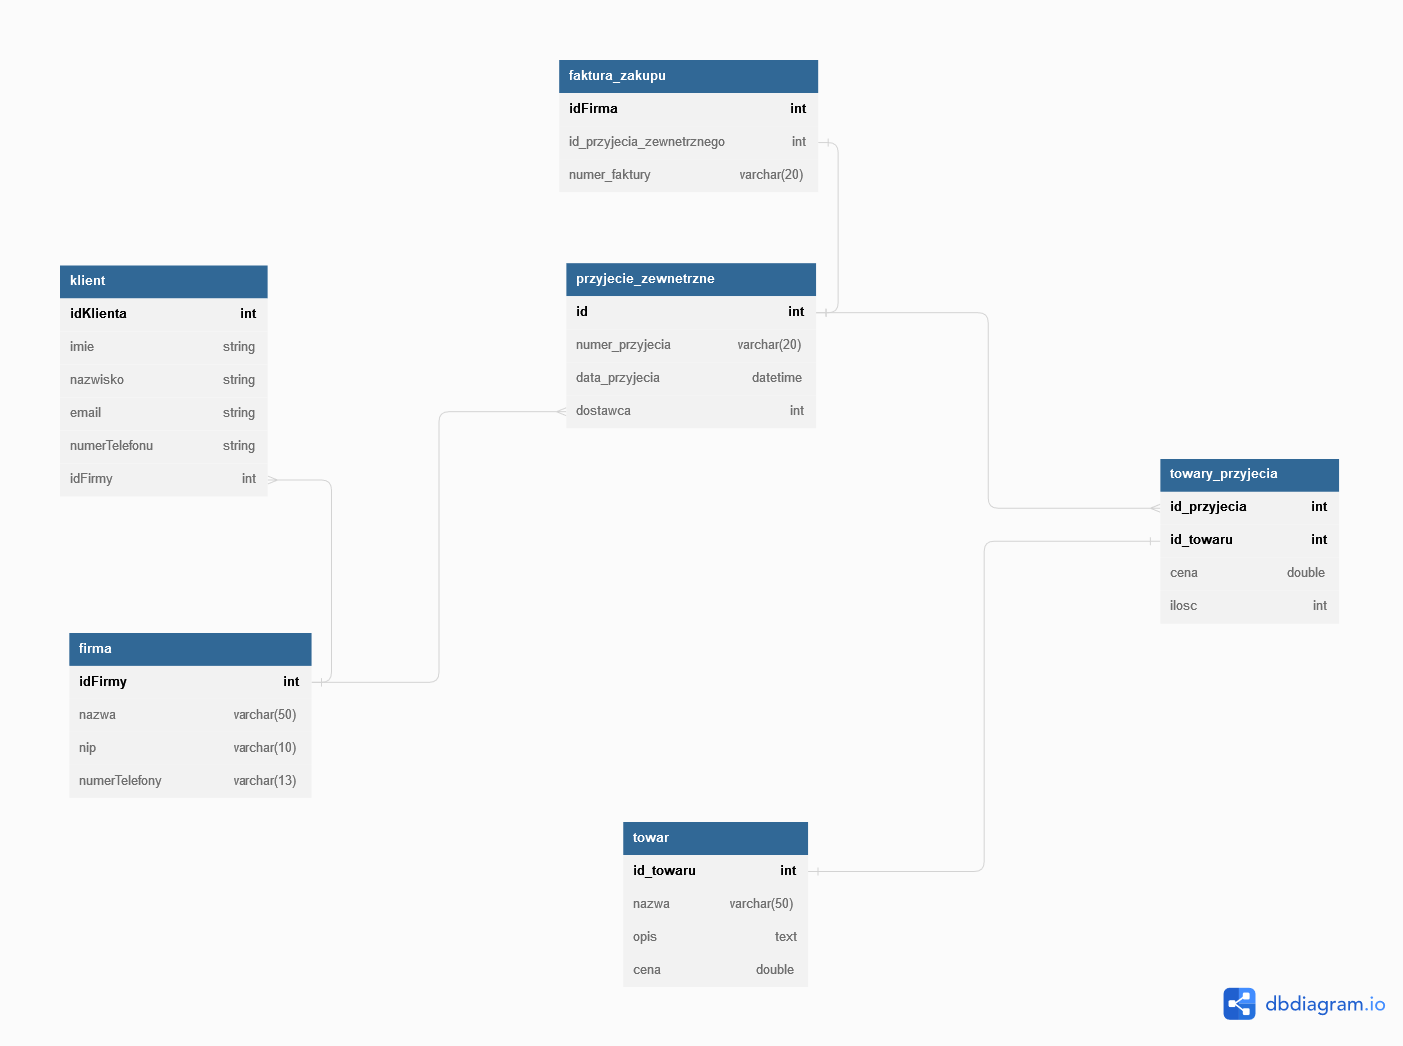 faktura_zakupu
idFirma int
id_przyjecia_zewnetrznego int
numer_faktury varchar(20)
klient
idKlienta int
imie string
nazwisko string
email string
numerTelefonu string
idFirmy int
przyjecie_zewnetrzne
id int
numer_przyjecia varchar(20)
data_przyjecia datetime
dostawca int
towary_przyjecia
id_przyjecia int
id_towaru int
cena double
ilosc int
firma
idFirmy int
nazwa varchar(50)
nip varchar(10)
numerTelefony varchar(13)
towar
id_towaru int
nazwa varchar(50)
opis text
cena double
dbdiagram.io